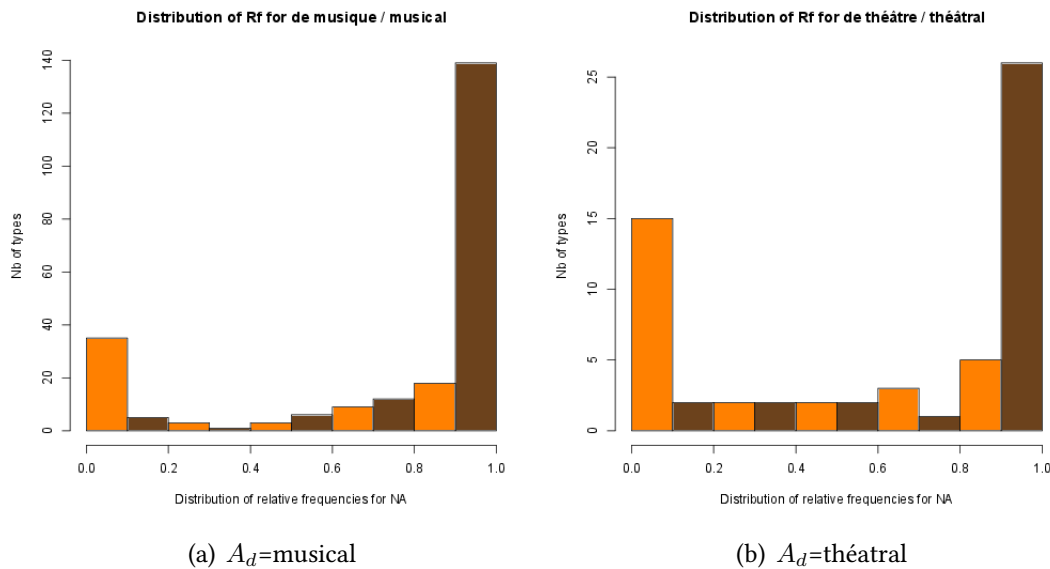 Distribution of Rf for de musique / musical
Nb of types
0 20 40 60 80 100 120 140
0.0 0.2 0.4 0.6 0.8 1.0
Distribution of relative frequencies for NA
(a) A_d=musical
Distribution of Rf for de théâtre / théâtral
Nb of types
0 5 10 15 20 25
0.0 0.2 0.4 0.6 0.8 1.0
Distribution of relative frequencies for NA
(b) A_d=théatral